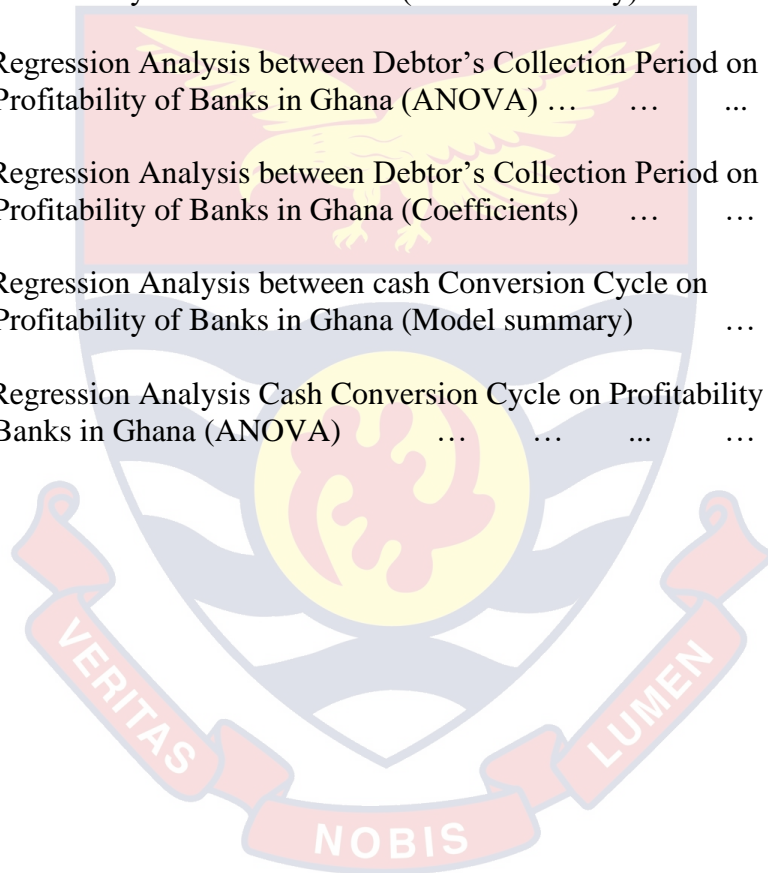 Regression Analysis between Debtor’s Collection Period on
Profitability of Banks in Ghana (ANOVA) … … ...
Regression Analysis between Debtor’s Collection Period on
Profitability of Banks in Ghana (Coefficients) … …
Regression Analysis between cash Conversion Cycle on
Profitability of Banks in Ghana (Model summary) …
Regression Analysis Cash Conversion Cycle on Profitability
Banks in Ghana (ANOVA) … … ... …
VERITAS
NOBIS
LUMEN